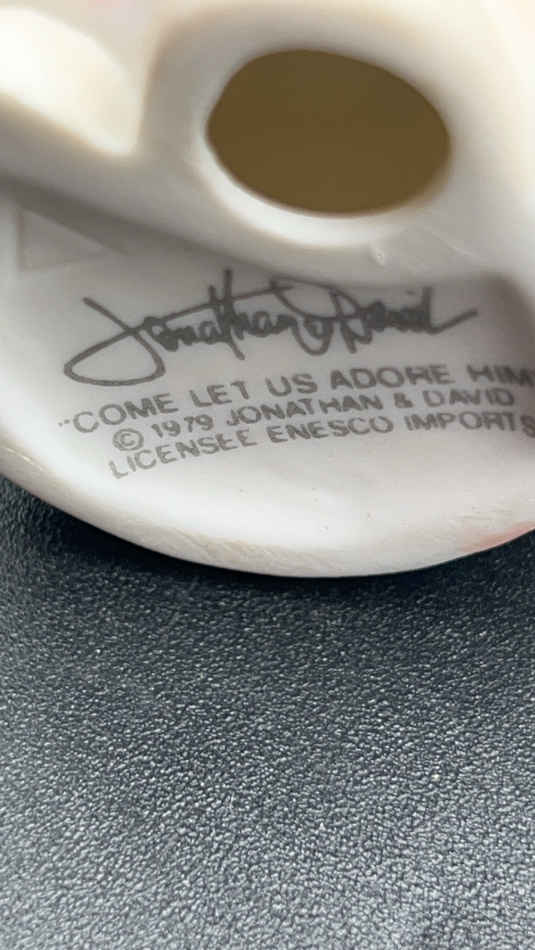 Jonathan & David
"COME LET US ADORE HIM
© 1979 JONATHAN & DAVID
LICENSEE ENESCO IMPORTS